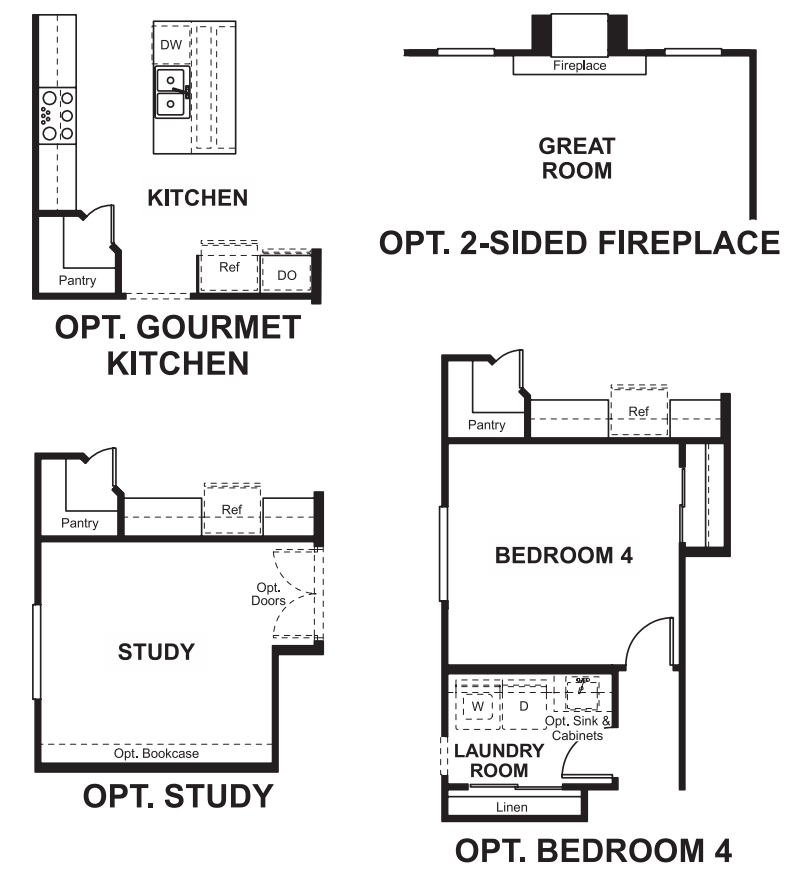 DW
KITCHEN
Ref
DO
Pantry
OPT. GOURMET
KITCHEN
Fireplace
GREAT
ROOM
OPT. 2-SIDED FIREPLACE
Pantry
Ref
Opt.
Doors
STUDY
Opt. Bookcase
OPT. STUDY
Pantry
Ref
BEDROOM 4
W
D
Opt. Sink &
Cabinets
LAUNDRY
ROOM
Linen
OPT. BEDROOM 4